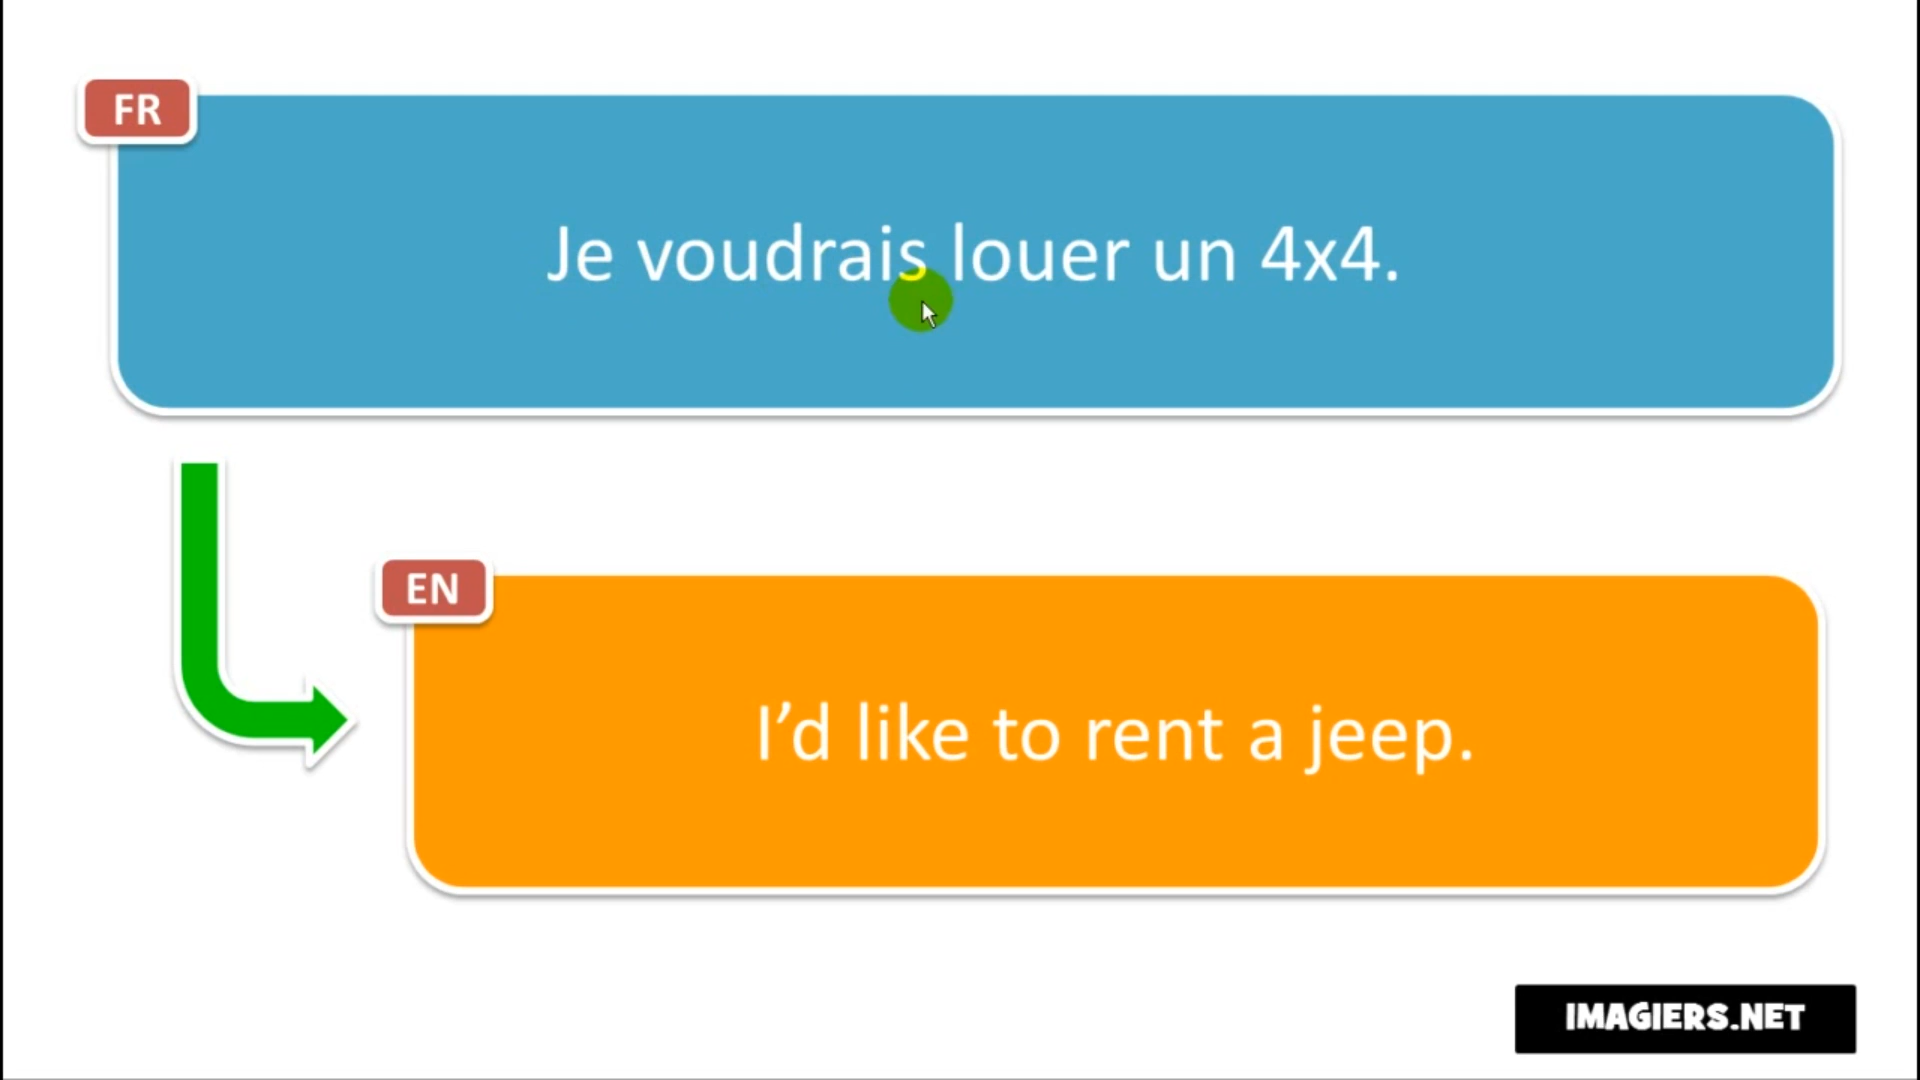 FR
Je voudrais louer un 4x4.
EN
I’d like to rent a jeep.
IMAGIERS.NET